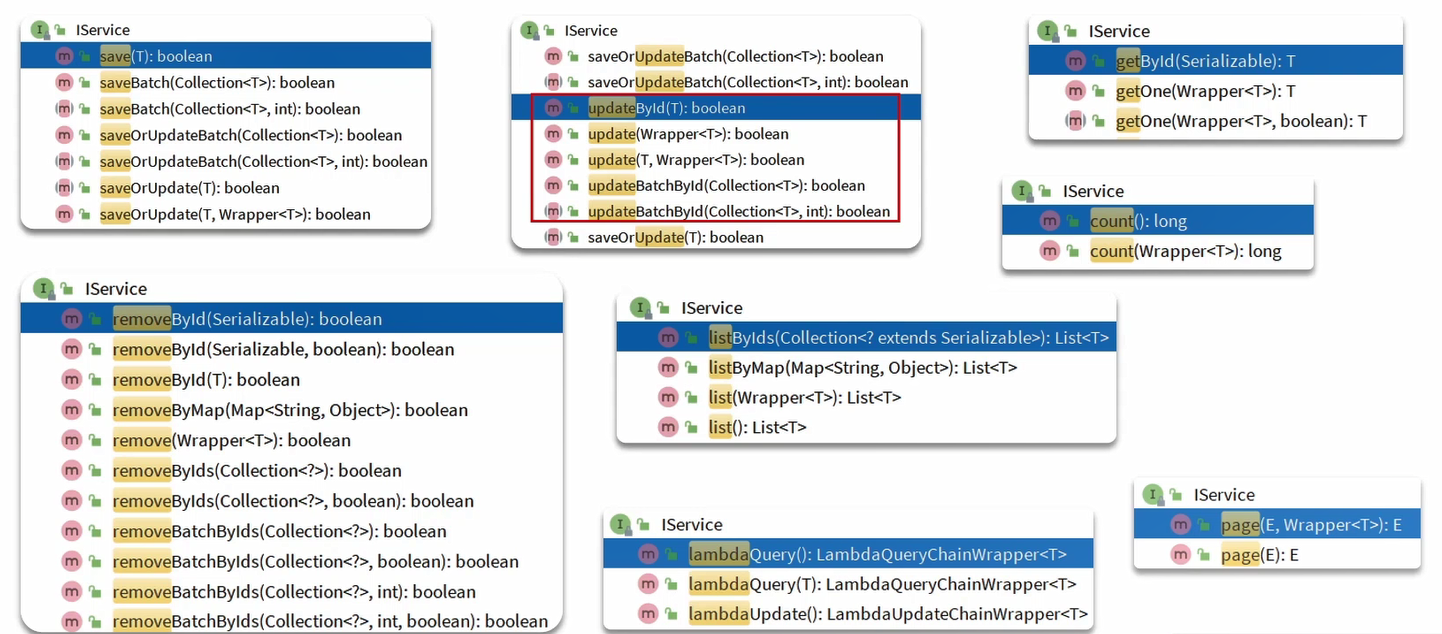 IService
save(T): boolean
saveBatch(Collection<T>): boolean
saveBatch(Collection<T>, int): boolean
saveOrUpdateBatch(Collection<T>): boolean
saveOrUpdateBatch(Collection<T>, int): boolean
saveOrUpdate(T): boolean
saveOrUpdate(T, Wrapper<T>): boolean
IService
saveOrUpdateBatch(Collection<T>): boolean
saveOrUpdateBatch(Collection<T>, int): boolean
updateById(T): boolean
update(Wrapper<T>): boolean
update(T, Wrapper<T>): boolean
updateBatchById(Collection<T>): boolean
updateBatchById(Collection<T>, int): boolean
saveOrUpdate(T): boolean
IService
getById(Serializable): T
getOne(Wrapper<T>): T
getOne(Wrapper<T>, boolean): T
IService
count(): long
count(Wrapper<T>): long
IService
removeById(Serializable): boolean
removeById(Serializable, boolean): boolean
removeById(T): boolean
removeByMap(Map<String, Object>): boolean
remove(Wrapper<T>): boolean
removeByIds(Collection<?>): boolean
removeByIds(Collection<?>, boolean): boolean
removeBatchByIds(Collection<?>): boolean
removeBatchByIds(Collection<?>, boolean): boolean
removeBatchByIds(Collection<?>, int): boolean
removeBatchByIds(Collection<?>, int, boolean): boolean
IService
listByIds(Collection<? extends Serializable>): List<T>
listByMap(Map<String, Object>): List<T>
list(Wrapper<T>): List<T>
list(): List<T>
IService
lambdaQuery(): LambdaQueryChainWrapper<T>
lambdaQuery(T): LambdaQueryChainWrapper<T>
lambdaUpdate(): LambdaUpdateChainWrapper<T>
IService
page(E, Wrapper<T>): E
page(E): E